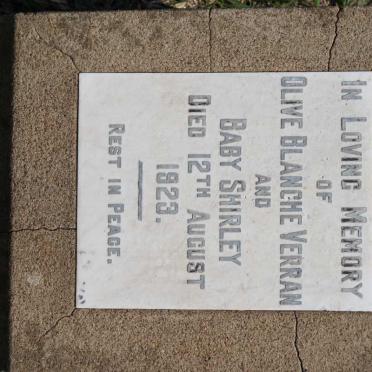 IN LOVING MEMORY
OF
OLIVE BLANCHE VERRAN
AND
BABY SHIRLEY
DIED 12TH AUGUST
1923.
REST IN PEACE.